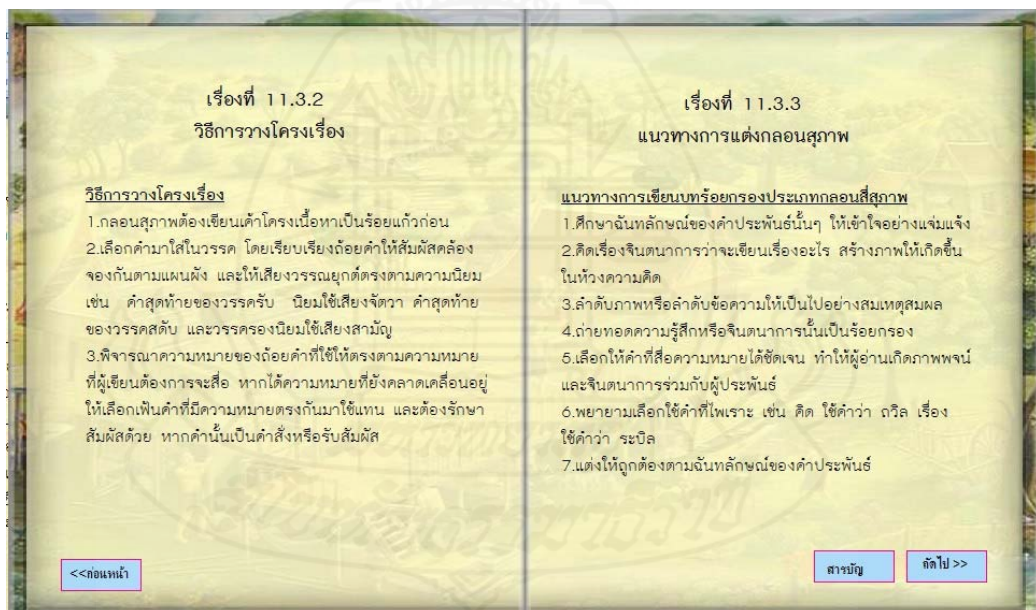 เรื่องที่ 11.3.2
วิธีการวางโครงเรื่อง
วิธีการวางโครงเรื่อง
1.กลอนสุภาพต้องเขียนเค้าโครงเนื้อหาเป็นร้อยแก้วก่อน
2.เลือกคำมาใส่ในวรรค โดยเรียบเรียงถ้อยคำให้สัมผัสคล้อง
จองกันตามแผนผัง และให้เสียงวรรณยุกต์ตรงตามความนิยม
เช่น คำสุดท้ายของวรรครับ นิยมใช้เสียงจัตวา คำสุดท้าย
ของวรรคสดับ และวรรครองนิยมใช้เสียงสามัญ
3.พิจารณาความหมายของถ้อยคำที่ใช้ให้ตรงตามความหมาย
ที่ผู้เขียนต้องการจะสื่อ หากได้ความหมายที่ยังคลาดเคลื่อนอยู่
ให้เลือกเฟ้นคำที่มีความหมายตรงกันมาใช้แทน และต้องรักษา
สัมผัสด้วย หากคำนั้นเป็นคำสั่งหรือรับสัมผัส
<<ก่อนหน้า
เรื่องที่ 11.3.3
แนวทางการแต่งกลอนสุภาพ
แนวทางการเขียนบทร้อยกรองประเภทกลอนสี่สุภาพ
1.ศึกษาฉันทลักษณ์ของคำประพันธ์นั้นๆ ให้เข้าใจอย่างแจ่มแจ้ง
2.คิดเรื่องจินตนาการว่าจะเขียนเรื่องอะไร สร้างภาพให้เกิดขึ้น
ในห้วงความคิด
3.ลำดับภาพหรือลำดับข้อความให้เป็นไปอย่างสมเหตุสมผล
4.ถ่ายทอดความรู้สึกหรือจินตนาการนั้นเป็นร้อยกรอง
5.เลือกให้คำที่สื่อความหมายได้ชัดเจน ทำให้ผู้อ่านเกิดภาพพจน์
และจินตนาการร่วมกับผู้ประพันธ์
6.พยายามเลือกใช้คำที่ไพเราะ เช่น คิด ใช้คำว่า ถวิล เรื่อง
ใช้คำว่า ระบิล
7.แต่งให้ถูกต้องตามฉันทลักษณ์ของคำประพันธ์
สารบัญ
ถัดไป >>